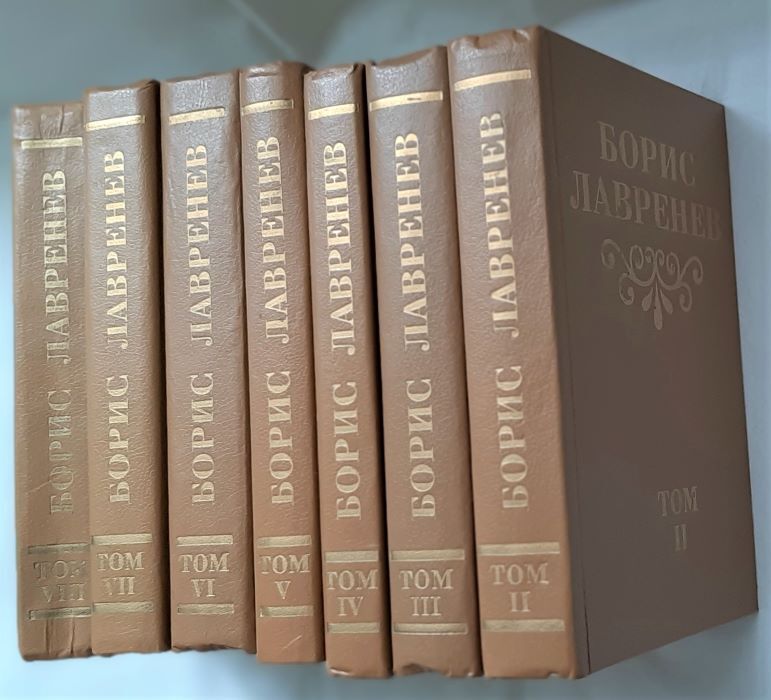 БОРИС ЛАВРЕНЕВ
ТОМ
VIII
БОРИС ЛАВРЕНЕВ
ТОМ
VII
БОРИС ЛАВРЕНЕВ
ТОМ
VI
БОРИС ЛАВРЕНЕВ
ТОМ
V
БОРИС ЛАВРЕНЕВ
ТОМ
IV
БОРИС ЛАВРЕНЕВ
ТОМ
III
БОРИС ЛАВРЕНЕВ
ТОМ
II
БОРИС
ЛАВРЕНЕВ
ТОМ
II